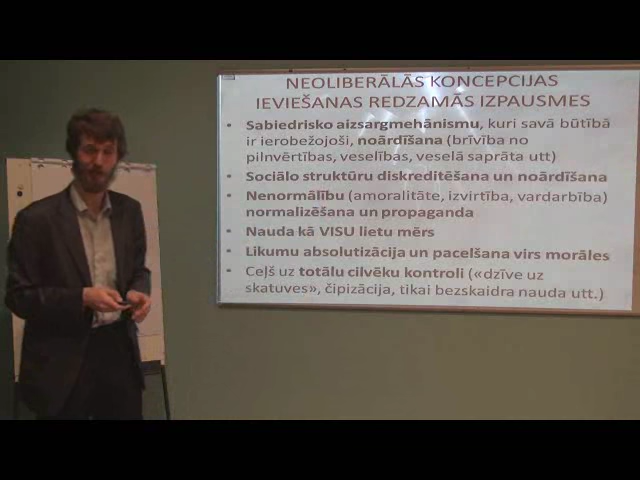 NEOLIBERĀLĀS KONCEPCIJAS
IEVIEŠANAS REDZAMĀS IZPAUSMES
• Sabiedrisko aizsargmehānismu, kuri savā būtībā
ir ierobežojoši, noārdīšana (brīvība no
pilnvērtības, veselības, veselā saprāta utt)
• Sociālo struktūru diskreditēšana un noārdīšana
• Nenormālību (amoralitāte, izvirtība, vardarbība)
normalizēšana un propaganda
• Nauda kā VISU lietu mērs
• Likumu absolutizācija un pacelšana virs morāles
• Ceļš uz totālu cilvēku kontroli («dzīve uz
skatuves», čipizācija, tikai bezskaidra nauda utt.)